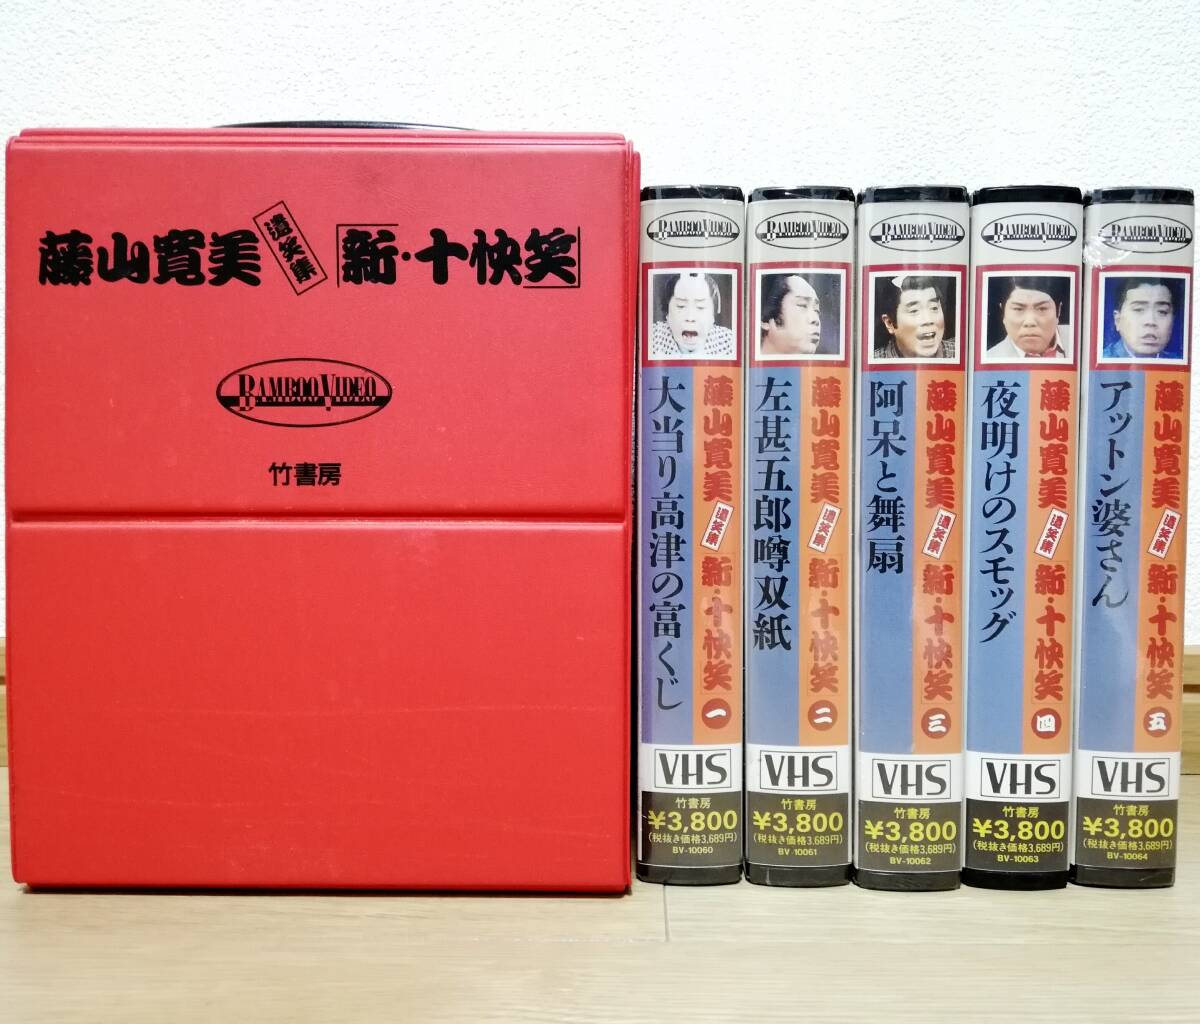 藤山寛美
遺笑集
「新・十快笑」
BAMBOO VIDEO
竹書房
BAMBOO VIDEO
藤山寛美 遺笑集 「新・十快笑」 一
大当り高津の富くじ
VHS
竹書房
¥3,800
(税抜き価格3,689円)
BV-10060
BAMBOO VIDEO
藤山寛美 遺笑集 「新・十快笑」 二
左甚五郎噂双紙
VHS
竹書房
¥3,800
(税抜き価格3,689円)
BV-10061
BAMBOO VIDEO
藤山寛美 遺笑集 「新・十快笑」 三
阿呆と舞扇
VHS
竹書房
¥3,800
(税抜き価格3,689円)
BV-10062
BAMBOO VIDEO
藤山寛美 遺笑集 「新・十快笑」 四
夜明けのスモッグ
VHS
竹書房
¥3,800
(税抜き価格3,689円)
BV-10063
BAMBOO VIDEO
藤山寛美 遺笑集 「新・十快笑」 五
アットン婆さん
VHS
竹書房
¥3,800
(税抜き価格3,689円)
BV-10064